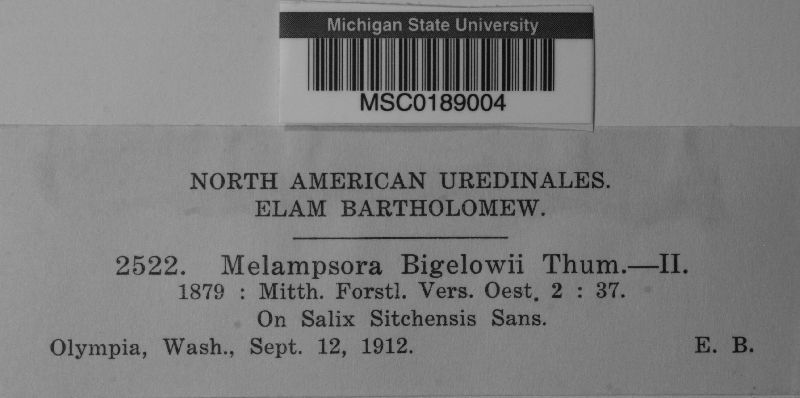 Michigan State University
MSC0189004
NORTH AMERICAN UREDINALES.
ELAM BARTHOLOMEW.
2522. Melampsora Bigelowii Thum.—II.
1879 : Mitth. Forstl. Vers. Oest. 2 : 37.
On Salix Sitchensis Sans.
Olympia, Wash., Sept. 12, 1912. E. B.